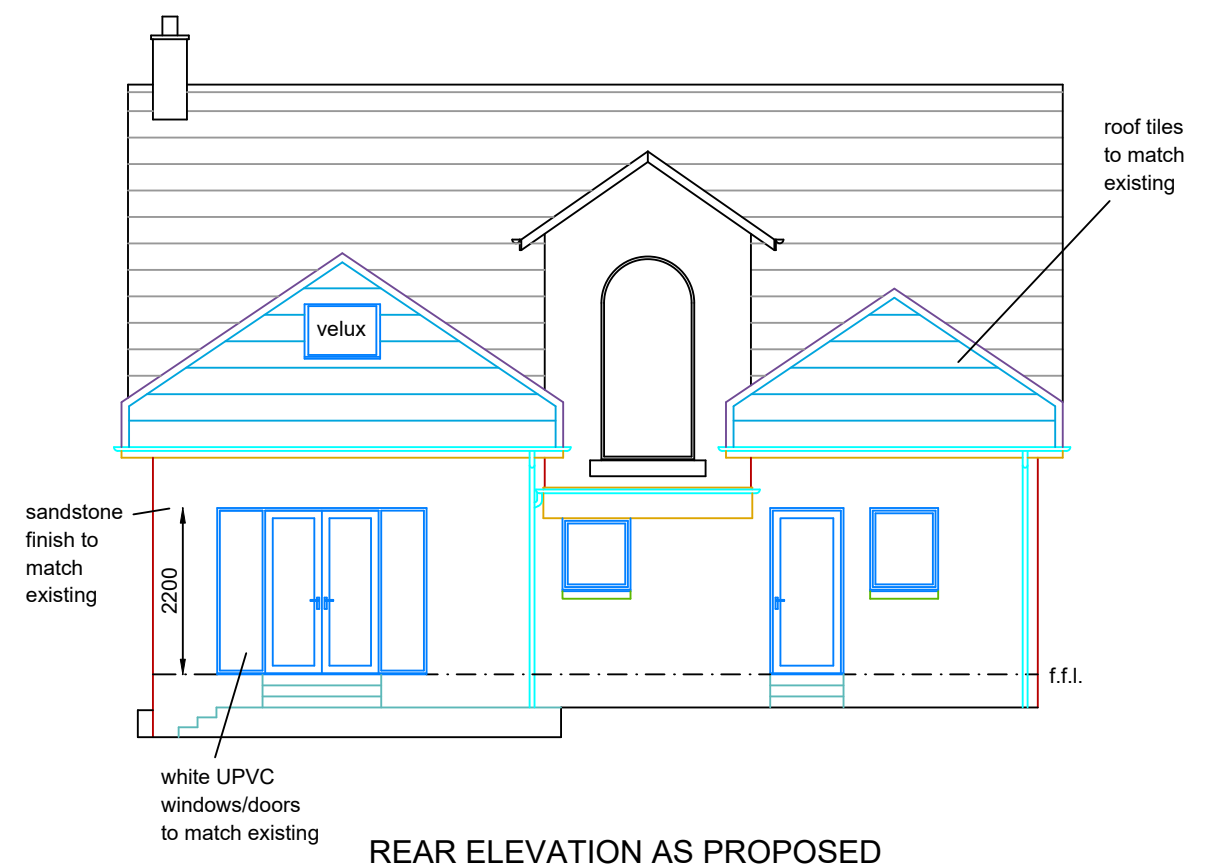 roof tiles
to match
existing
velux
sandstone
finish to
match
existing
2200
f.f.l.
white UPVC
windows/doors
to match existing
REAR ELEVATION AS PROPOSED